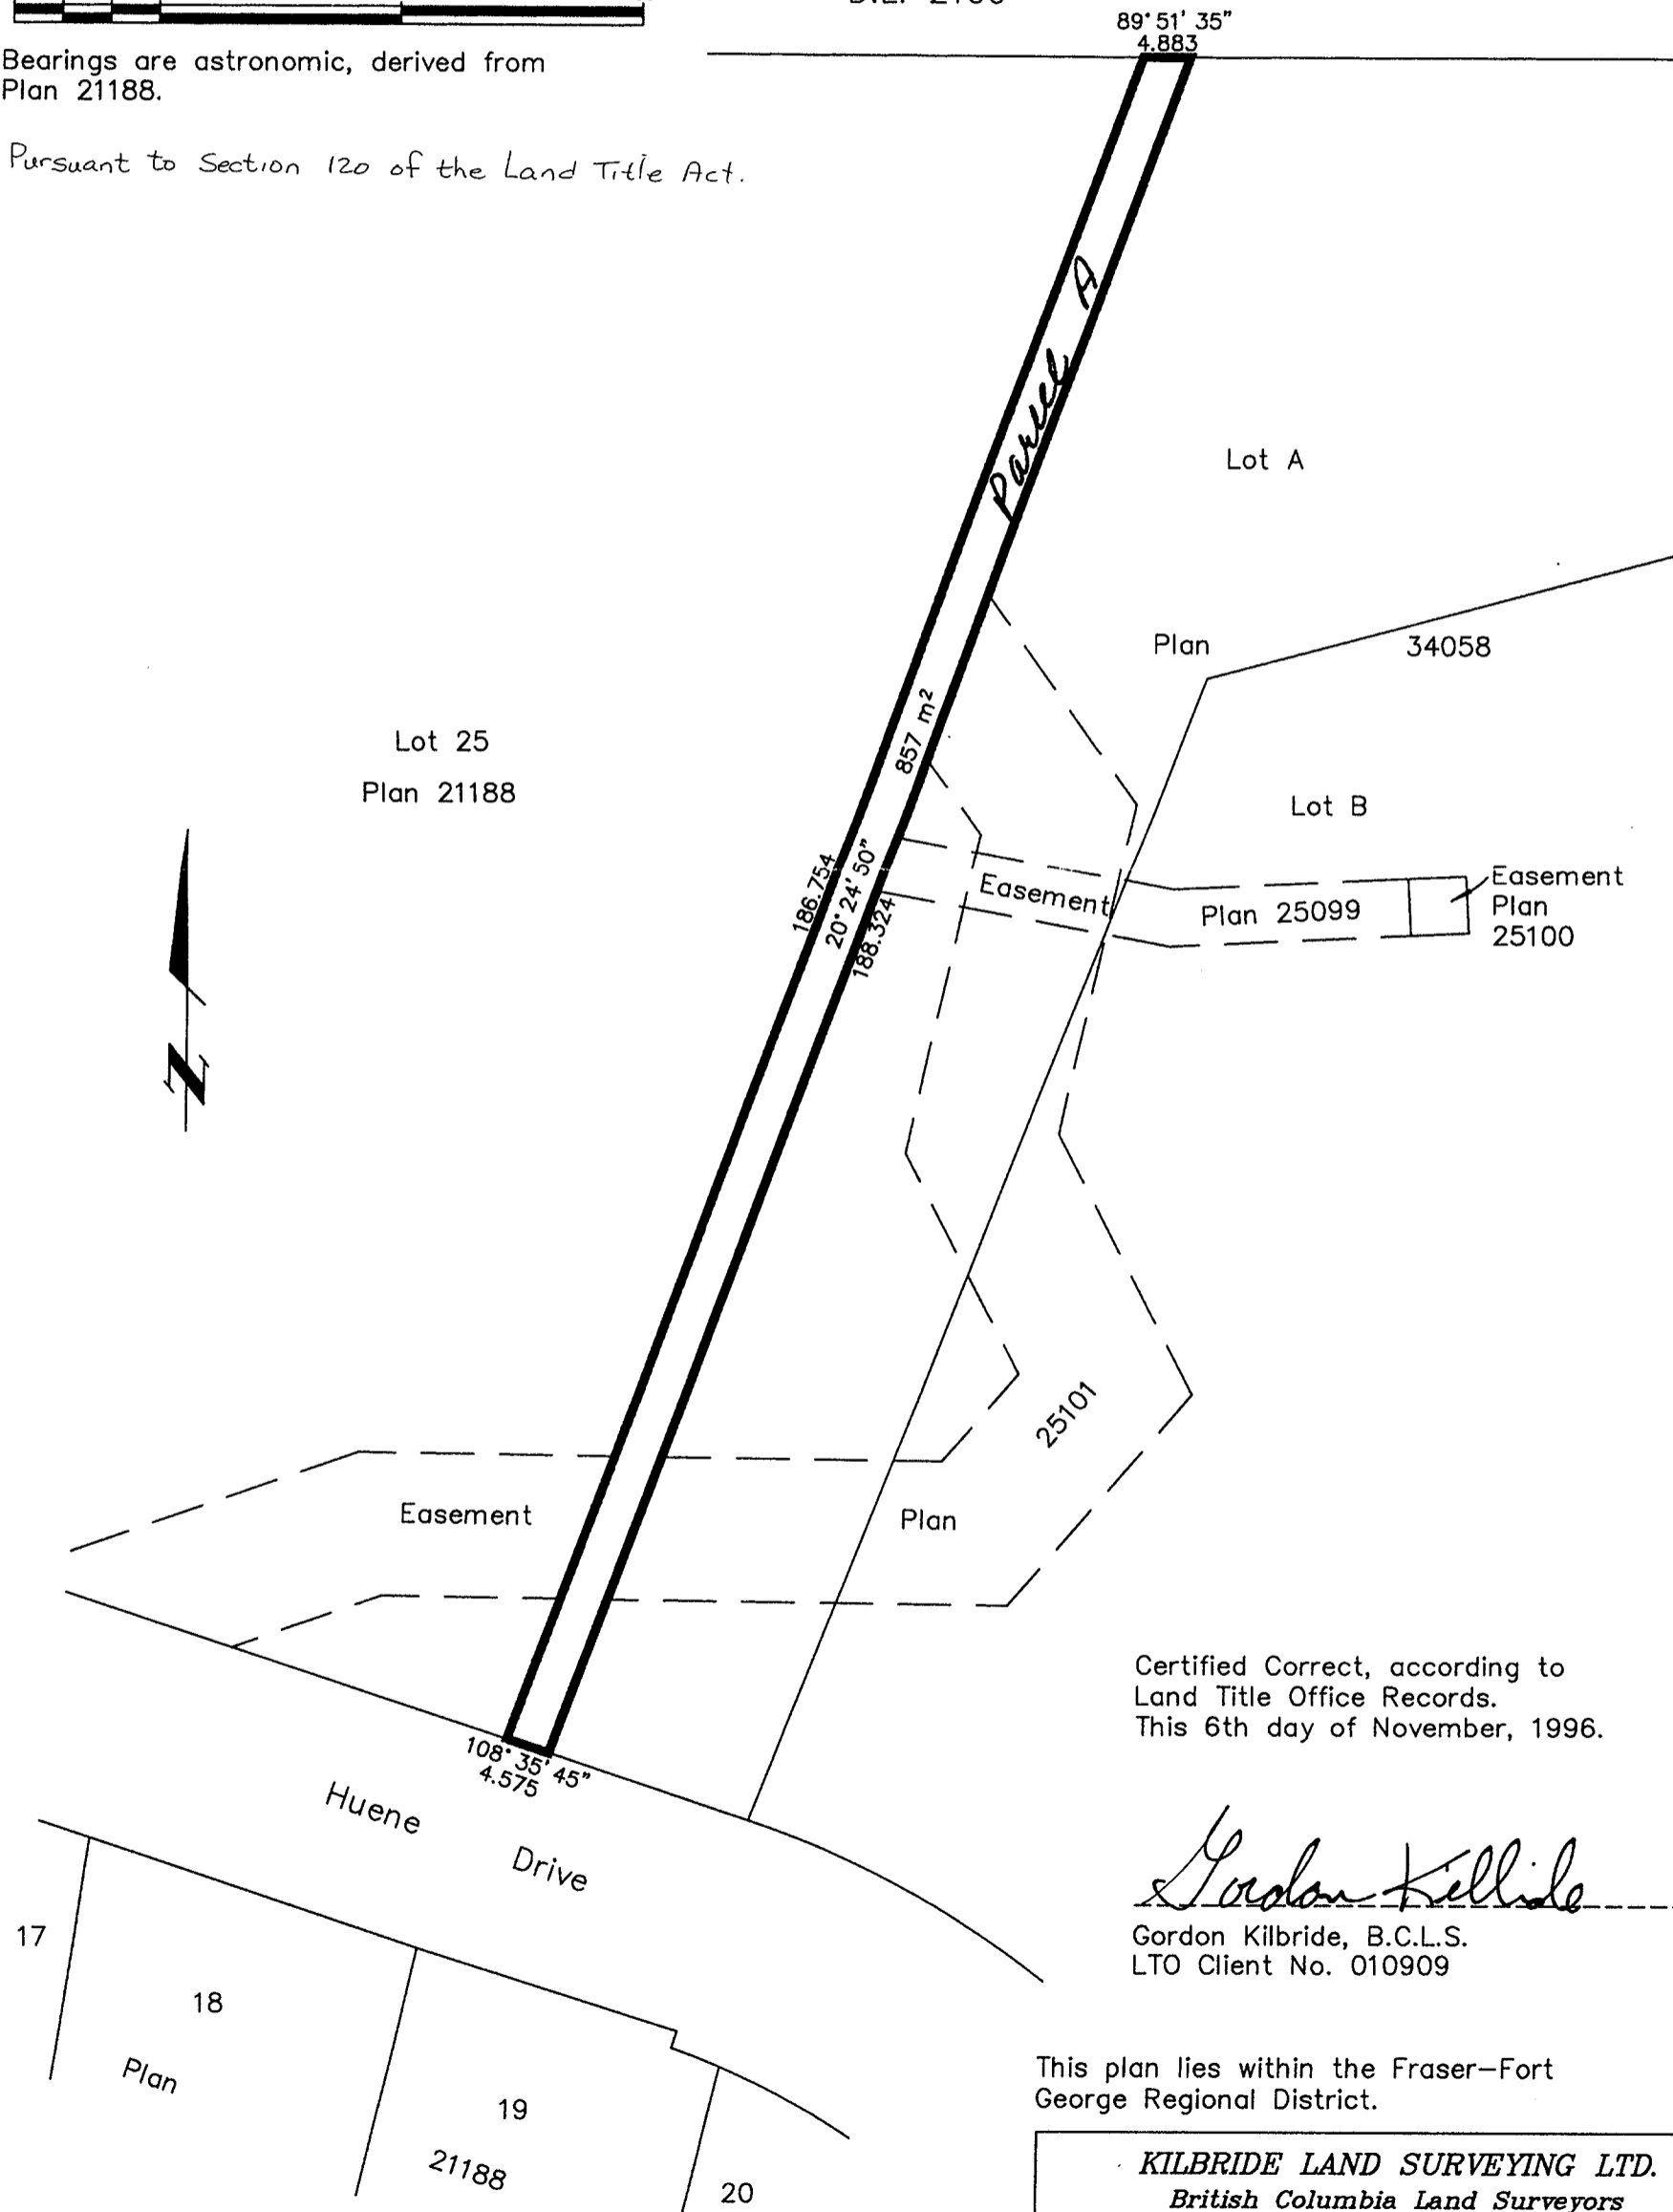 89° 51' 35"
4.883
Bearings are astronomic, derived from
Plan 21188.
Pursuant to Section 120 of the Land Title Act.
Parcel A
Lot A
Plan 34058
857 m²
Lot 25
Plan 21188
Lot B
186.754
20° 24' 50"
188.324
Easement
Plan 25099
Easement
Plan
25100
N
25101
Easement
Plan
Certified Correct, according to
Land Title Office Records.
This 6th day of November, 1996.
108° 35' 45"
4.575
Huene Drive
Gordon Kilbride
Gordon Kilbride, B.C.L.S.
LTO Client No. 010909
17
18
Plan
19
21188
20
This plan lies within the Fraser-Fort
George Regional District.
KILBRIDE LAND SURVEYING LTD.
British Columbia Land Surveyors